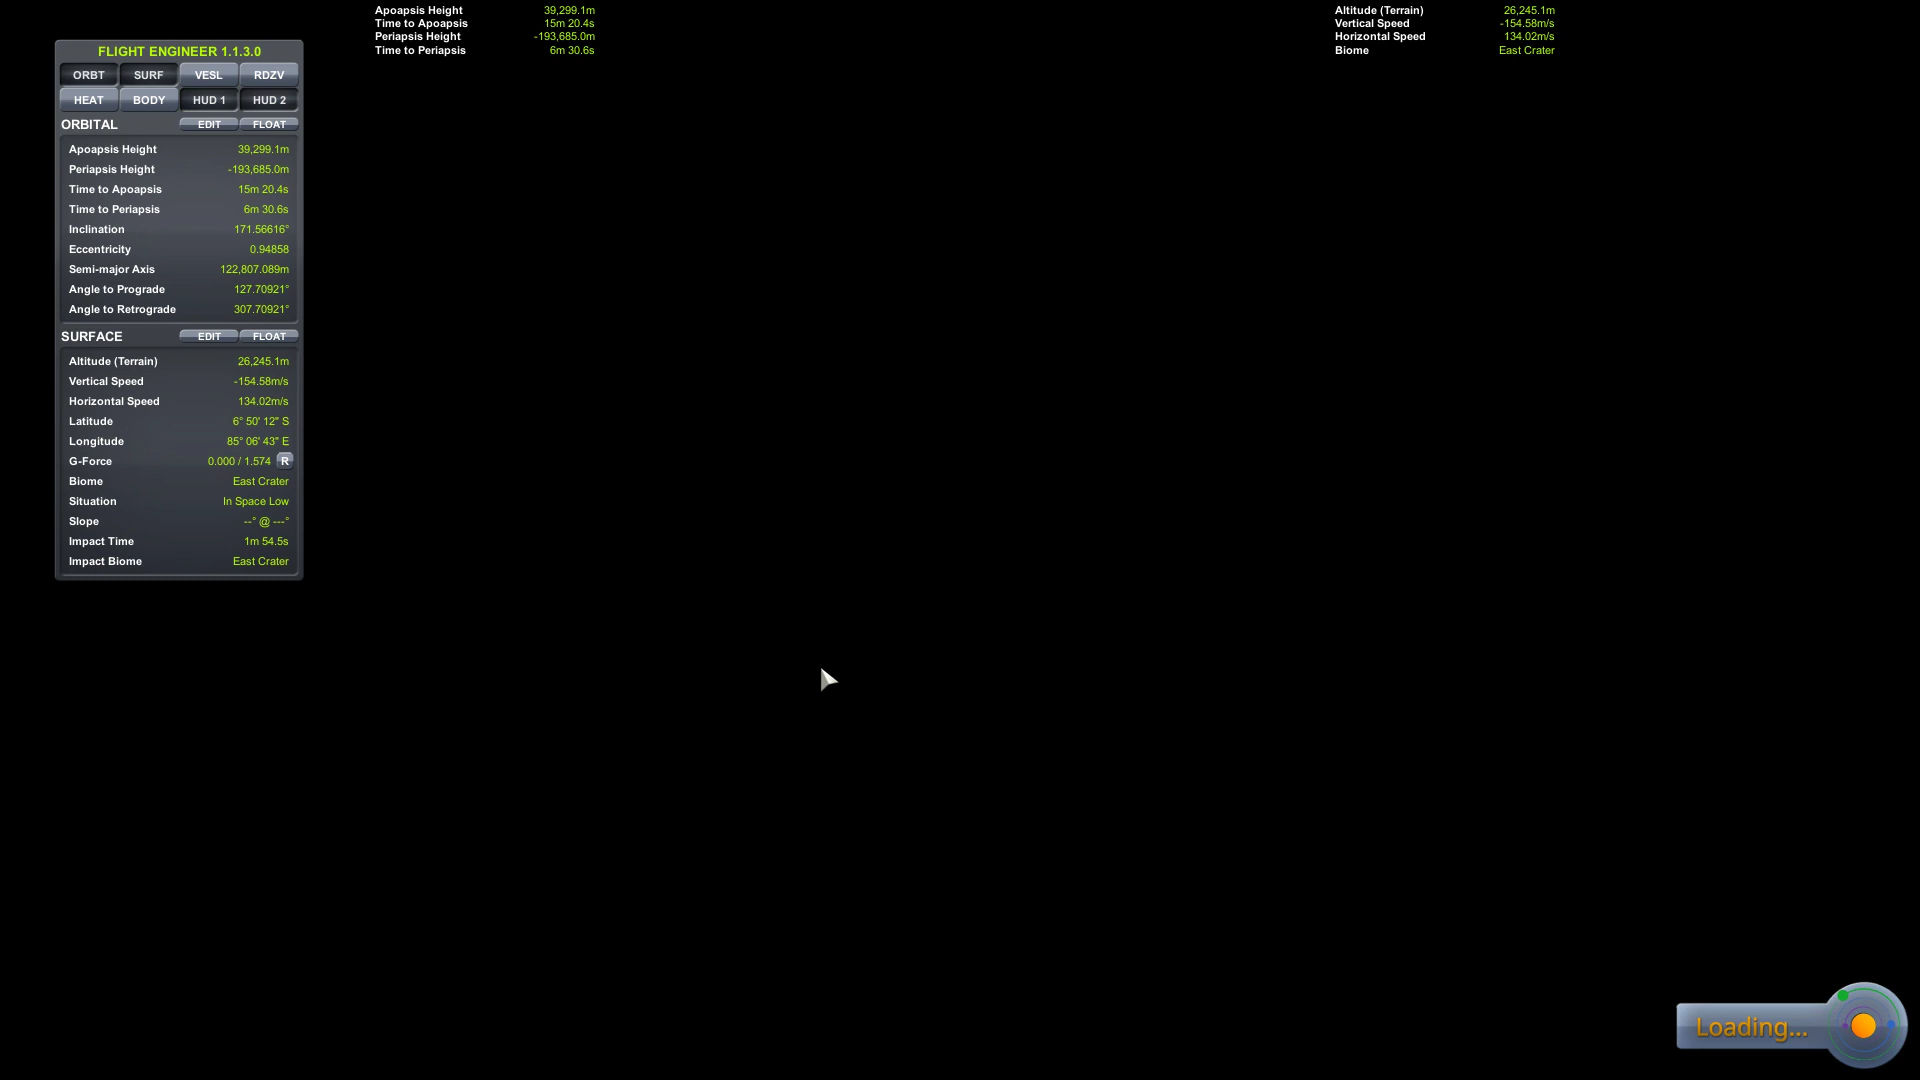 Apoapsis Height 39,299.1m
Time to Apoapsis 15m 20.4s
Periapsis Height -193,685.0m
Time to Periapsis 6m 30.6s
Altitude (Terrain) 26,245.1m
Vertical Speed -154.58m/s
Horizontal Speed 134.02m/s
Biome East Crater
FLIGHT ENGINEER 1.1.3.0
ORBT SURF VESL RDZV
HEAT BODY HUD 1 HUD 2
ORBITAL EDIT FLOAT
Apoapsis Height 39,299.1m
Periapsis Height -193,685.0m
Time to Apoapsis 15m 20.4s
Time to Periapsis 6m 30.6s
Inclination 171.56616°
Eccentricity 0.94858
Semi-major Axis 122,807.089m
Angle to Prograde 127.70921°
Angle to Retrograde 307.70921°
SURFACE EDIT FLOAT
Altitude (Terrain) 26,245.1m
Vertical Speed -154.58m/s
Horizontal Speed 134.02m/s
Latitude 6° 50' 12" S
Longitude 85° 06' 43" E
G-Force 0.000 / 1.574 R
Biome East Crater
Situation In Space Low
Slope --° @ ---°
Impact Time 1m 54.5s
Impact Biome East Crater
Loading...